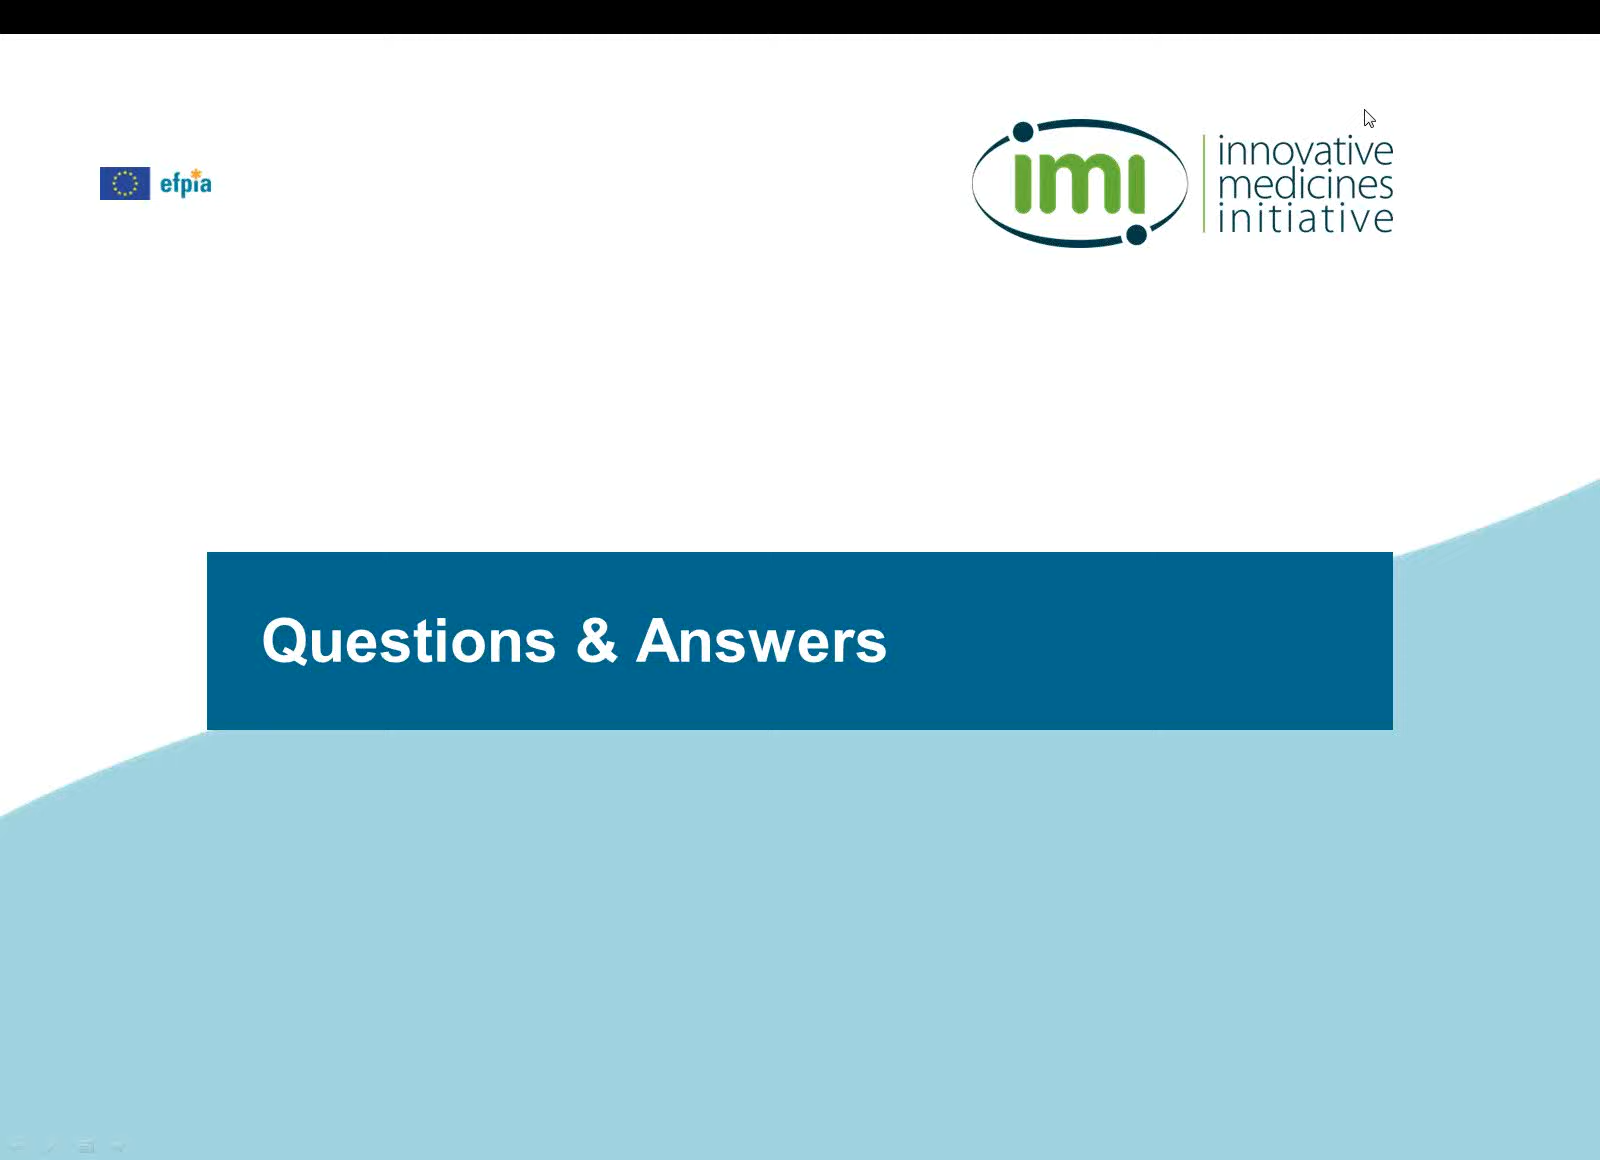 efpia
imi
innovative
medicines
initiative
Questions & Answers